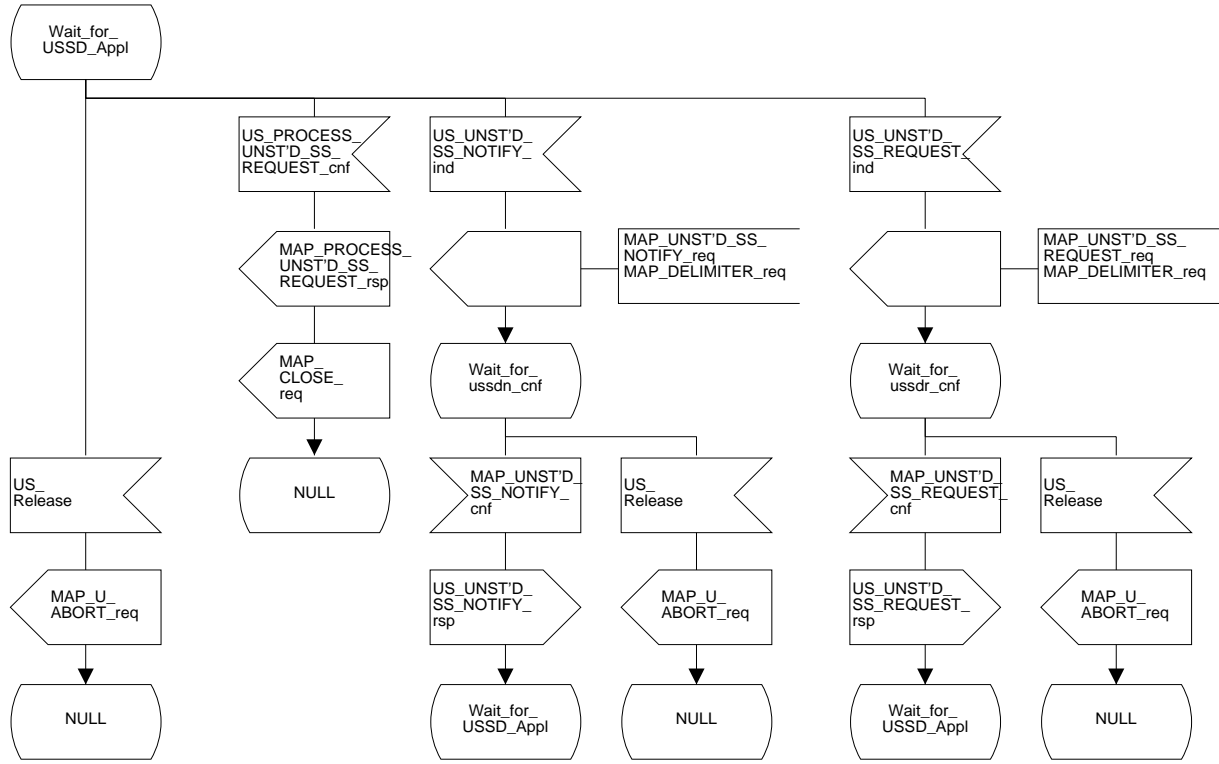 Wait_for_
USSD_Appl
US_PROCESS_
UNST'D_SS_
REQUEST_cnf
US_UNST'D_
SS_NOTIFY_
ind
US_UNST'D_
SS_REQUEST_
ind
MAP_PROCESS_
UNST'D_SS_
REQUEST_rsp
MAP_UNST'D_SS_
NOTIFY_req
MAP_DELIMITER_req
MAP_UNST'D_SS_
REQUEST_req
MAP_DELIMITER_req
MAP_
CLOSE_
req
Wait_for_
ussdn_cnf
Wait_for_
ussdr_cnf
US_
Release
NULL
MAP_UNST'D_
SS_NOTIFY_
cnf
US_
Release
MAP_UNST'D_
SS_REQUEST_
cnf
US_
Release
MAP_U_
ABORT_req
US_UNST'D_
SS_NOTIFY_
rsp
MAP_U_
ABORT_req
US_UNST'D_
SS_REQUEST_
rsp
MAP_U_
ABORT_req
NULL
Wait_for_
USSD_Appl
NULL
Wait_for_
USSD_Appl
NULL